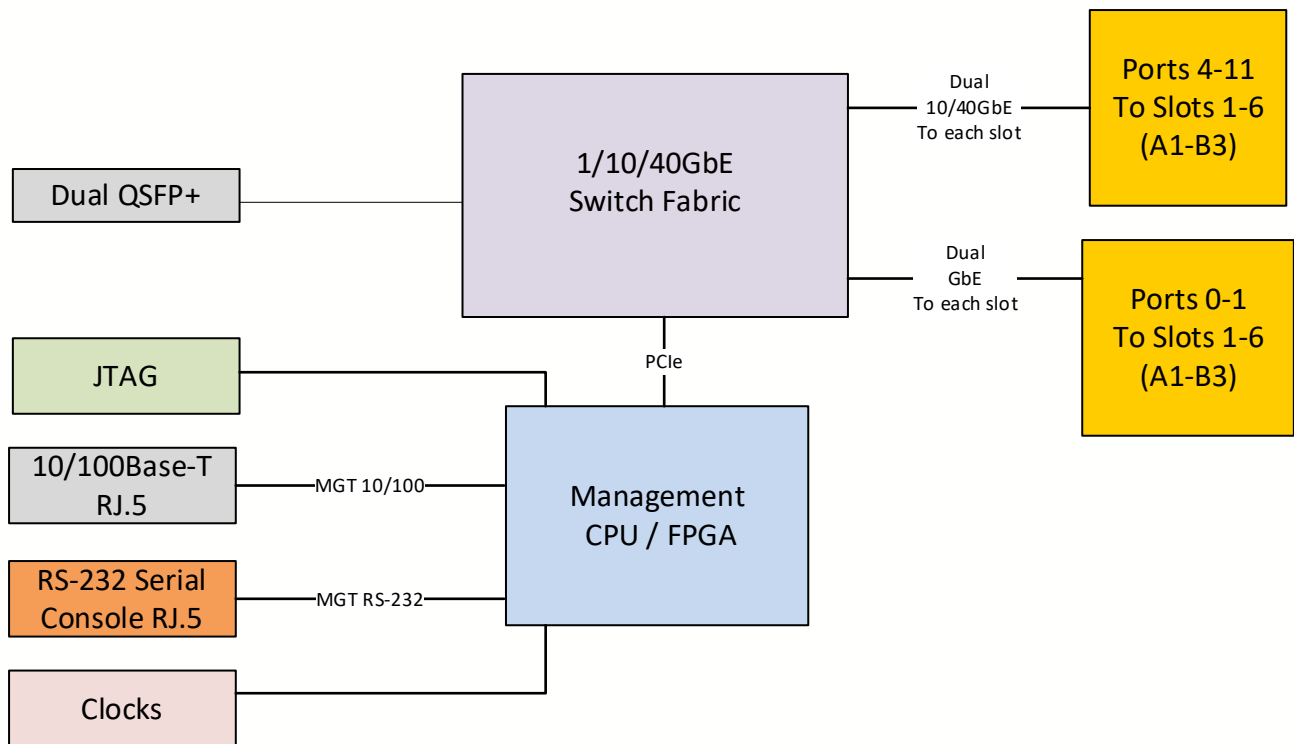 Dual QSFP+
1/10/40GbE
Switch Fabric
Dual
10/40GbE
To each slot
Ports 4-11
To Slots 1-6
(A1-B3)
Dual
GbE
To each slot
Ports 0-1
To Slots 1-6
(A1-B3)
PCIe
JTAG
10/100Base-T
RJ.5
MGT 10/100
Management
CPU / FPGA
RS-232 Serial
Console RJ.5
MGT RS-232
Clocks